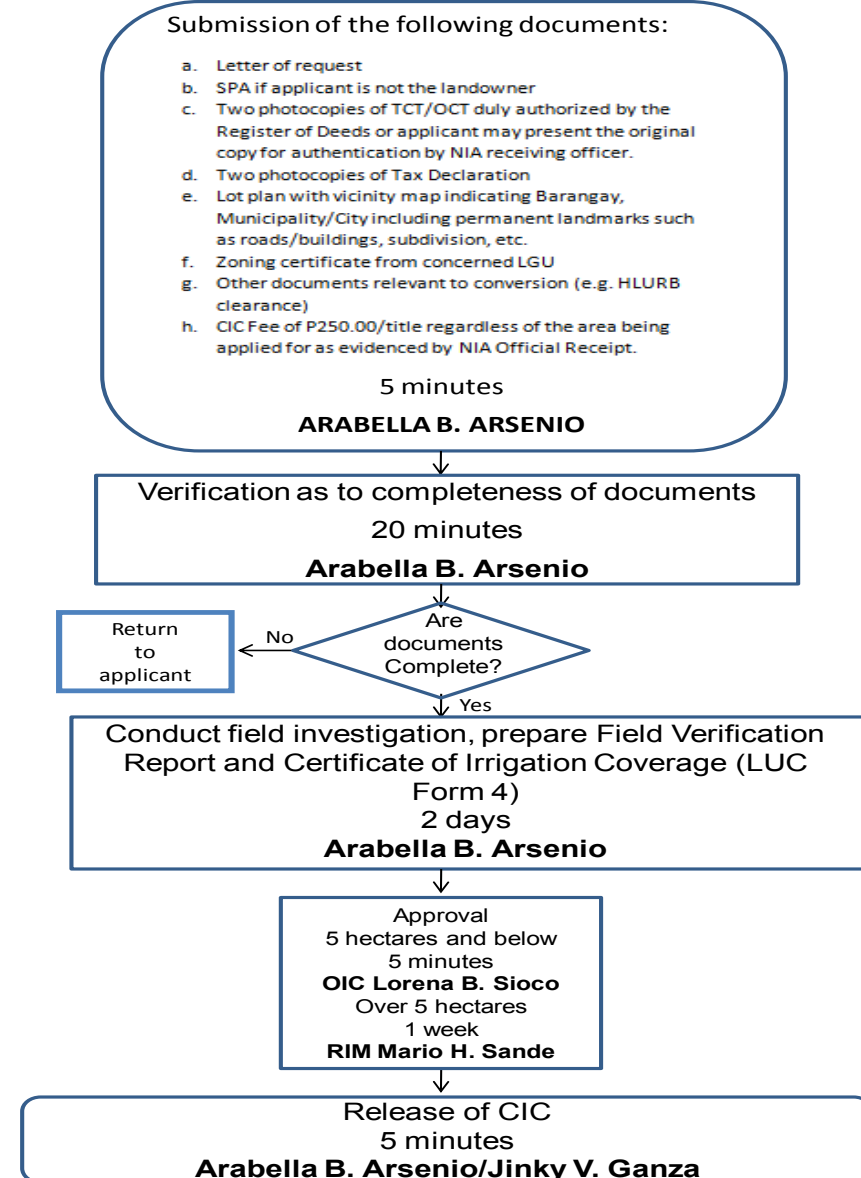 Submission of the following documents:
a. Letter of request
b. SPA if applicant is not the landowner
c. Two photocopies of TCT/OCT duly authorized by the
Register of Deeds or applicant may present the original
copy for authentication by NIA receiving officer.
d. Two photocopies of Tax Declaration
e. Lot plan with vicinity map indicating Barangay,
Municipality/City including permanent landmarks such
as roads/buildings, subdivision, etc.
f. Zoning certificate from concerned LGU
g. Other documents relevant to conversion (e.g. HLURB
clearance)
h. CIC Fee of P250.00/title regardless of the area being
applied for as evidenced by NIA Official Receipt.
5 minutes
ARABELLA B. ARSENIO
Verification as to completeness of documents
20 minutes
Arabella B. Arsenio
Are
documents
Complete?
No
Return
to
applicant
Yes
Conduct field investigation, prepare Field Verification
Report and Certificate of Irrigation Coverage (LUC
Form 4)
2 days
Arabella B. Arsenio
Approval
5 hectares and below
5 minutes
OIC Lorena B. Sioco
Over 5 hectares
1 week
RIM Mario H. Sande
Release of CIC
5 minutes
Arabella B. Arsenio/Jinky V. Ganza